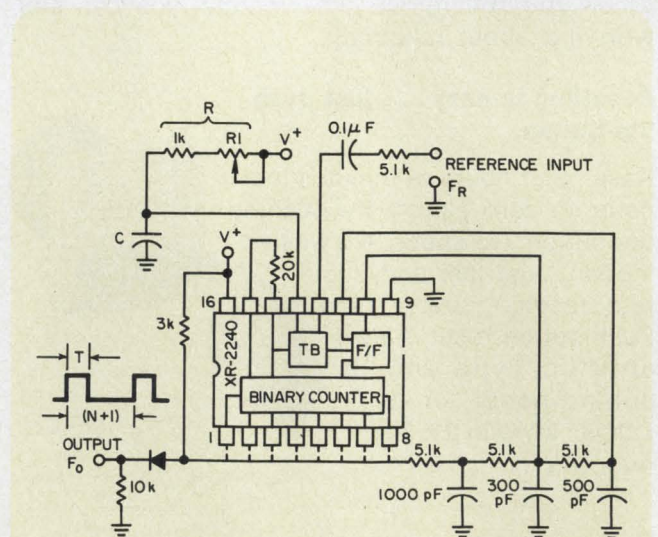 R
1k
R1
V+
0.1μF
5.1k
REFERENCE INPUT
FR
C
V+
20k
16
9
3k
XR-2240
TB
F/F
BINARY COUNTER
T
(N+1)
1
8
OUTPUT
Fo
10k
5.1k
5.1k
5.1k
1000 pF
300 pF
500 pF